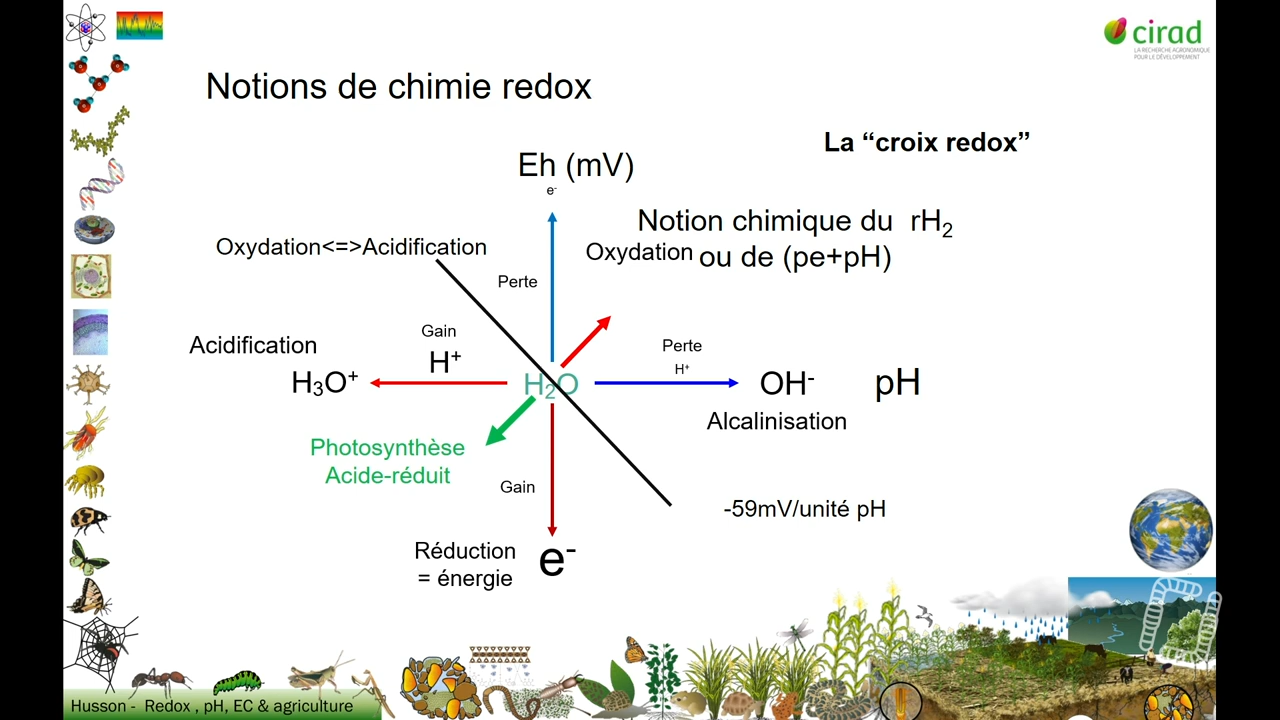 cirad
LA RECHERCHE AGRONOMIQUE
POUR LE DÉVELOPPEMENT
Notions de chimie redox
La “croix redox”
Eh (mV)
e-
Notion chimique du rH2
ou de (pe+pH)
Oxydation<=>Acidification
Oxydation
Perte
Acidification
Gain
H+
H3O+
H2O
Perte
H+
OH-
pH
Alcalinisation
Photosynthèse
Acide-réduit
Gain
-59mV/unité pH
Réduction
= énergie
e-
Husson - Redox , pH, EC & agriculture